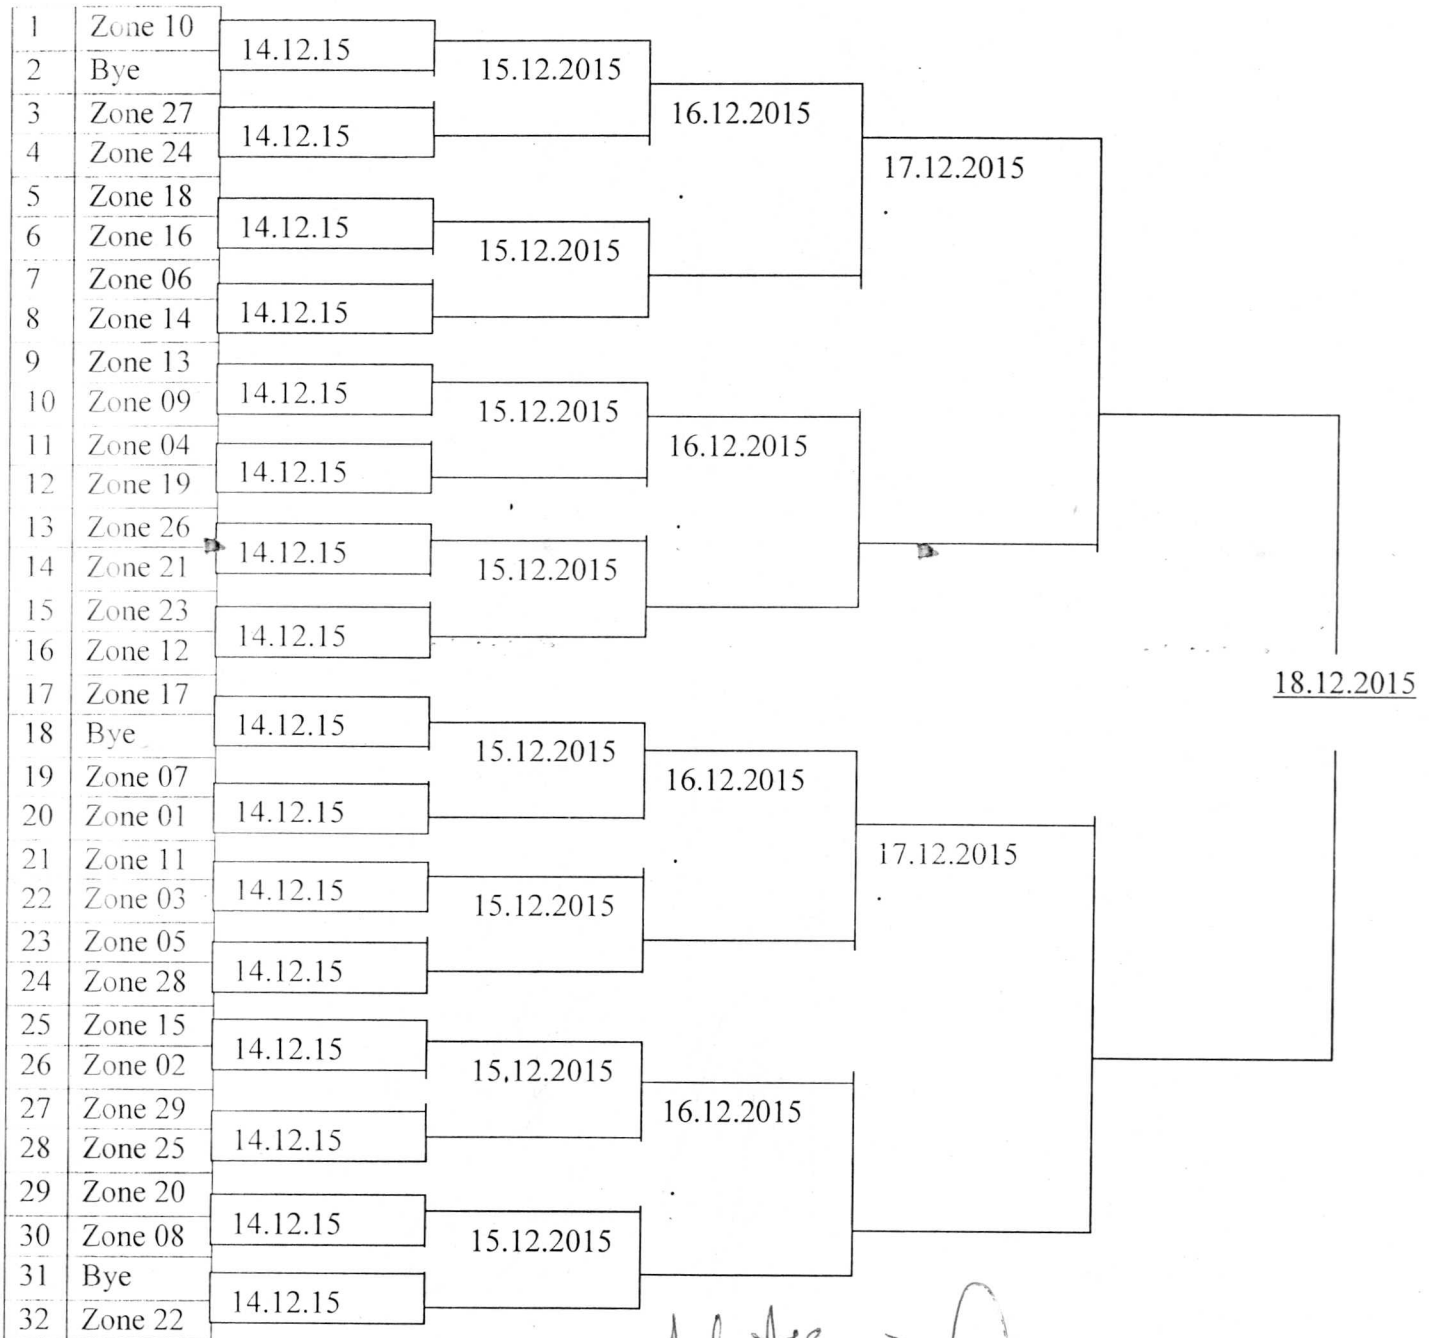 1 Zone 10
14.12.15
2 Bye
15.12.2015
3 Zone 27
16.12.2015
14.12.15
4 Zone 24
17.12.2015
5 Zone 18
14.12.15
6 Zone 16
15.12.2015
7 Zone 06
14.12.15
8 Zone 14
9 Zone 13
14.12.15
10 Zone 09
15.12.2015
11 Zone 04
16.12.2015
14.12.15
12 Zone 19
13 Zone 26
14.12.15
14 Zone 21
15.12.2015
15 Zone 23
14.12.15
16 Zone 12
18.12.2015
17 Zone 17
14.12.15
18 Bye
15.12.2015
19 Zone 07
16.12.2015
14.12.15
20 Zone 01
17.12.2015
21 Zone 11
14.12.15
22 Zone 03
15.12.2015
23 Zone 05
14.12.15
24 Zone 28
25 Zone 15
14.12.15
26 Zone 02
15.12.2015
27 Zone 29
16.12.2015
14.12.15
28 Zone 25
29 Zone 20
14.12.15
30 Zone 08
15.12.2015
31 Bye
14.12.15
32 Zone 22